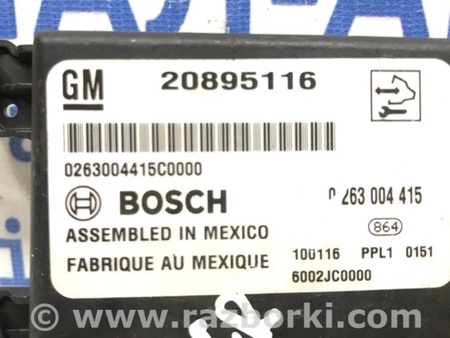 GM 20895116
0263004415C0000
BOSCH 0 263 004 415
ASSEMBLED IN MEXICO 864
FABRIQUE AU MEXIQUE 100116 PPL1 0151
6002JC0000
www.razborki.com